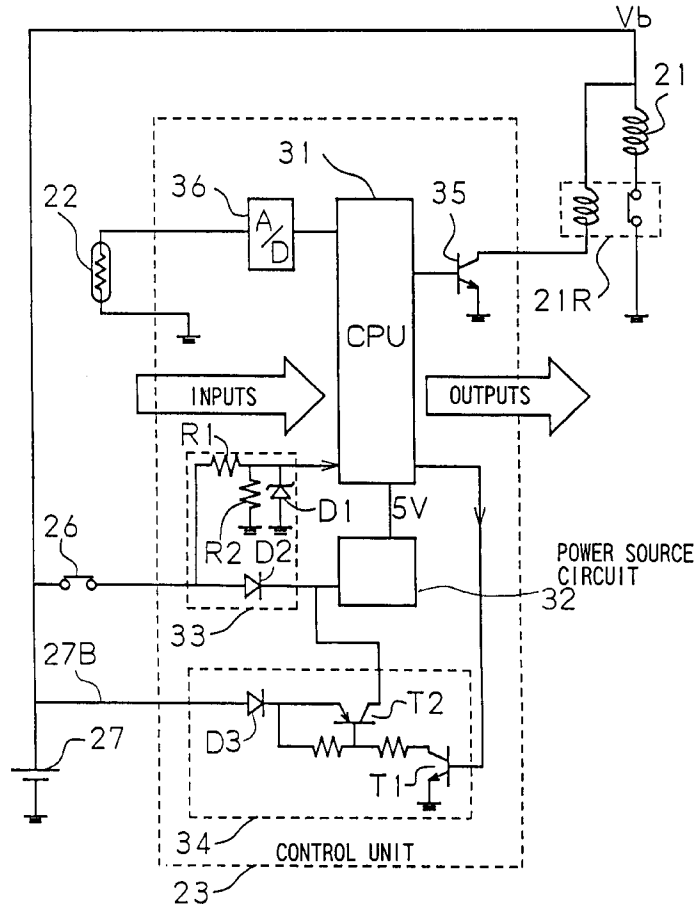 Vb
21
31
36
35
22
A/D
21R
CPU
INPUTS
OUTPUTS
R1
D1
5V
R2
D2
26
POWER SOURCE
CIRCUIT
32
33
27B
T2
D3
27
T1
34
CONTROL UNIT
23